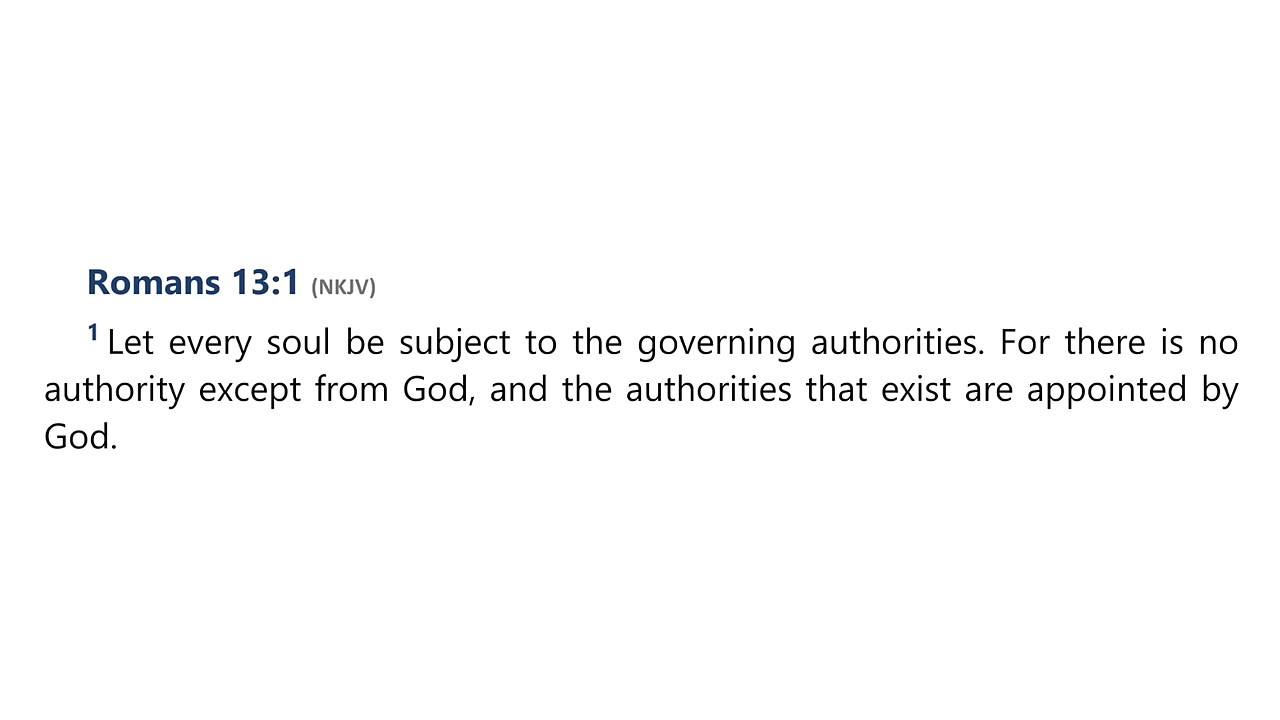 Romans 13:1 (NKJV)
1 Let every soul be subject to the governing authorities. For there is no
authority except from God, and the authorities that exist are appointed by
God.